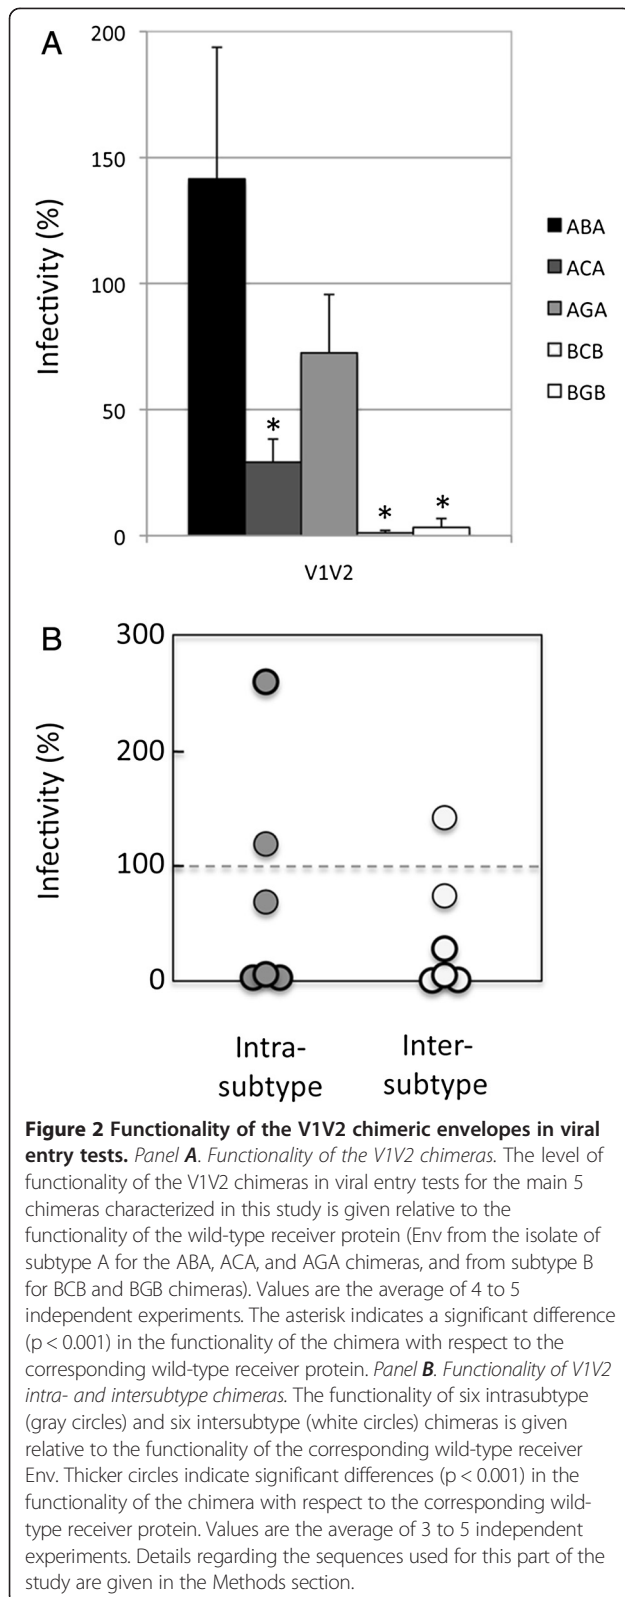 A
200
150
100
50
0
Infectivity (%)
*
*
*
V1V2
ABA
ACA
AGA
BCB
BGB
B
300
200
100
0
Infectivity (%)
Intra-
subtype
Inter-
subtype
Figure 2 Functionality of the V1V2 chimeric envelopes in viral
entry tests. Panel A. Functionality of the V1V2 chimeras. The level of
functionality of the V1V2 chimeras in viral entry tests for the main 5
chimeras characterized in this study is given relative to the
functionality of the wild-type receiver protein (Env from the isolate of
subtype A for the ABA, ACA, and AGA chimeras, and from subtype B
for BCB and BGB chimeras). Values are the average of 4 to 5
independent experiments. The asterisk indicates a significant difference
(p < 0.001) in the functionality of the chimera with respect to the
corresponding wild-type receiver protein. Panel B. Functionality of V1V2
intra- and intersubtype chimeras. The functionality of six intrasubtype
(gray circles) and six intersubtype (white circles) chimeras is given
relative to the functionality of the corresponding wild-type receiver
Env. Thicker circles indicate significant differences (p < 0.001) in the
functionality of the chimera with respect to the corresponding wild-
type receiver protein. Values are the average of 3 to 5 independent
experiments. Details regarding the sequences used for this part of the
study are given in the Methods section.